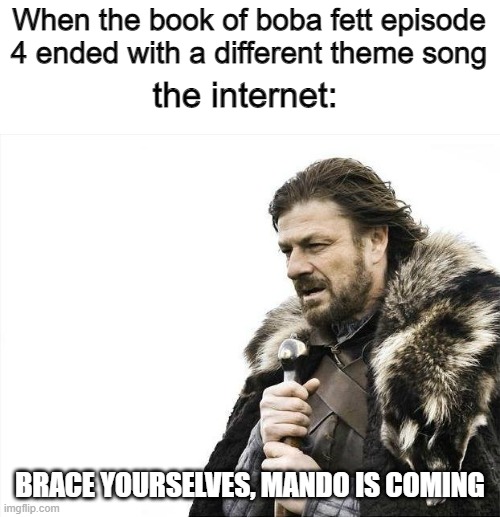 When the book of boba fett episode
4 ended with a different theme song
the internet:
BRACE YOURSELVES, MANDO IS COMING
imgflip.com